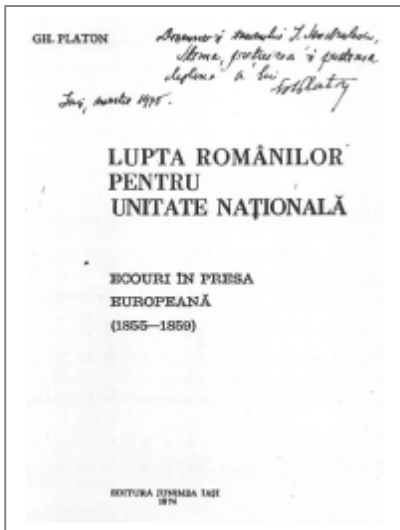 GH. PLATON
Stima, prețuirea și prietenia
a lui
Iași, martie 1975.
LUPTA ROMÂNILOR
PENTRU
UNITATE NAȚIONALĂ
ECOURI ÎN PRESA
EUROPEANĂ
(1855—1859)
EDITURA JUNIMEA IAȘI
1974